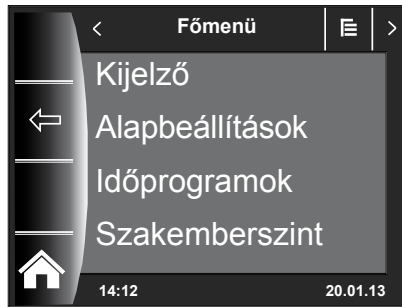 < Főmenü >
Kijelző
Alapbeállítások
Időprogramok
Szakemberszint
14:12 20.01.13